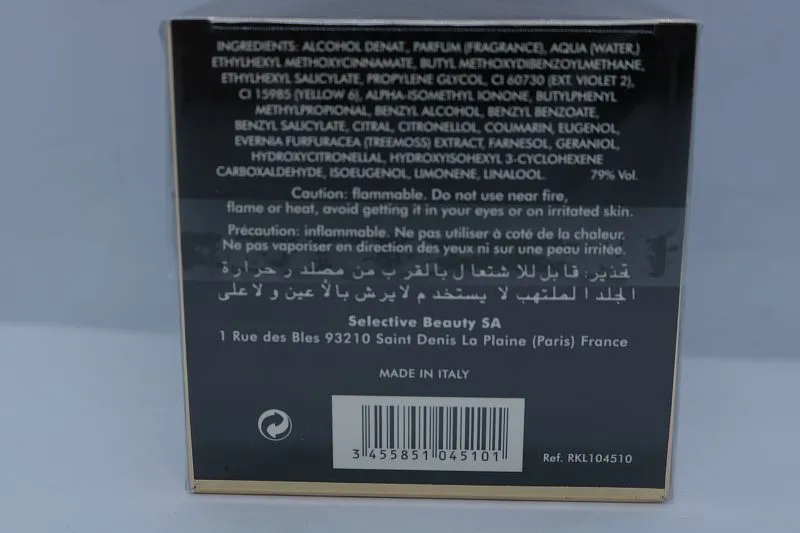 INGREDIENTS: ALCOHOL DENAT., PARFUM (FRAGRANCE), AQUA (WATER,)
ETHYLHEXYL METHOXYCINNAMATE, BUTYL METHOXYDIBENZOYLMETHANE,
ETHYLHEXYL SALICYLATE, PROPYLENE GLYCOL, CI 60730 (EXT. VIOLET 2),
CI 15985 (YELLOW 6), ALPHA-ISOMETHYL IONONE, BUTYLPHENYL
METHYLPROPIONAL, BENZYL ALCOHOL, BENZYL BENZOATE,
BENZYL SALICYLATE, CITRAL, CITRONELLOL, COUMARIN, EUGENOL,
EVERNIA FURFURACEA (TREEMOSS) EXTRACT, FARNESOL, GERANIOL,
HYDROXYCITRONELLAL, HYDROXYISOHEXYL 3-CYCLOHEXENE
CARBOXALDEHYDE, ISOEUGENOL, LIMONENE, LINALOOL. 79% Vol.
Caution: flammable. Do not use near fire,
flame or heat, avoid getting it in your eyes or on irritated skin.
Précaution: inflammable. Ne pas utiliser à coté de la chaleur.
Ne pas vaporiser en direction des yeux ni sur une peau irritée.
تحذير: قابل للاشتعال بالقرب من مصدر حرارة
الجلد الملتهب لا يستخدم لا يرش بالأعين ولا على
Selective Beauty SA
1 Rue des Bles 93210 Saint Denis La Plaine (Paris) France
MADE IN ITALY
3 455851 045101
Ref. RKL104510